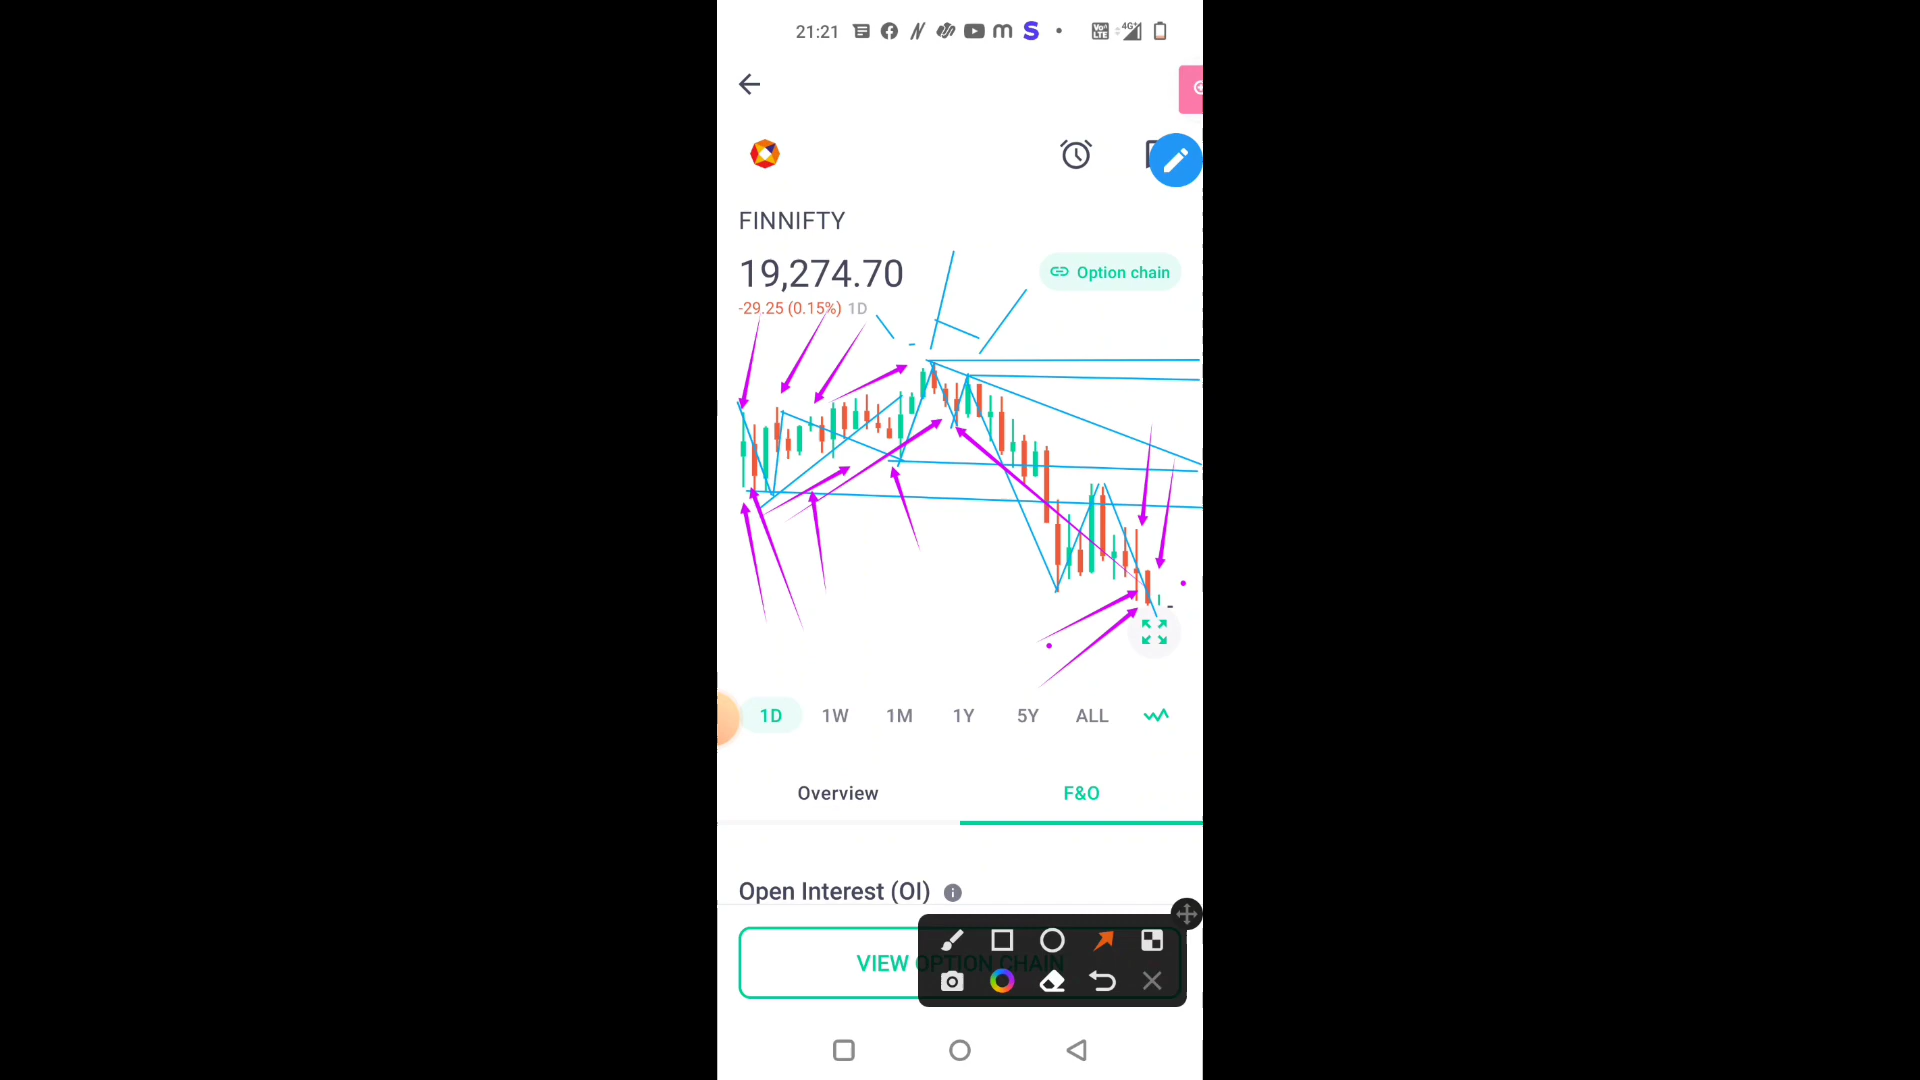 21:21
FINNIFTY
19,274.70
Option chain
-29.25 (0.15%) 1D
1D 1W 1M 1Y 5Y ALL
Overview F&O
Open Interest (OI)
VIEW OPTION CHAIN